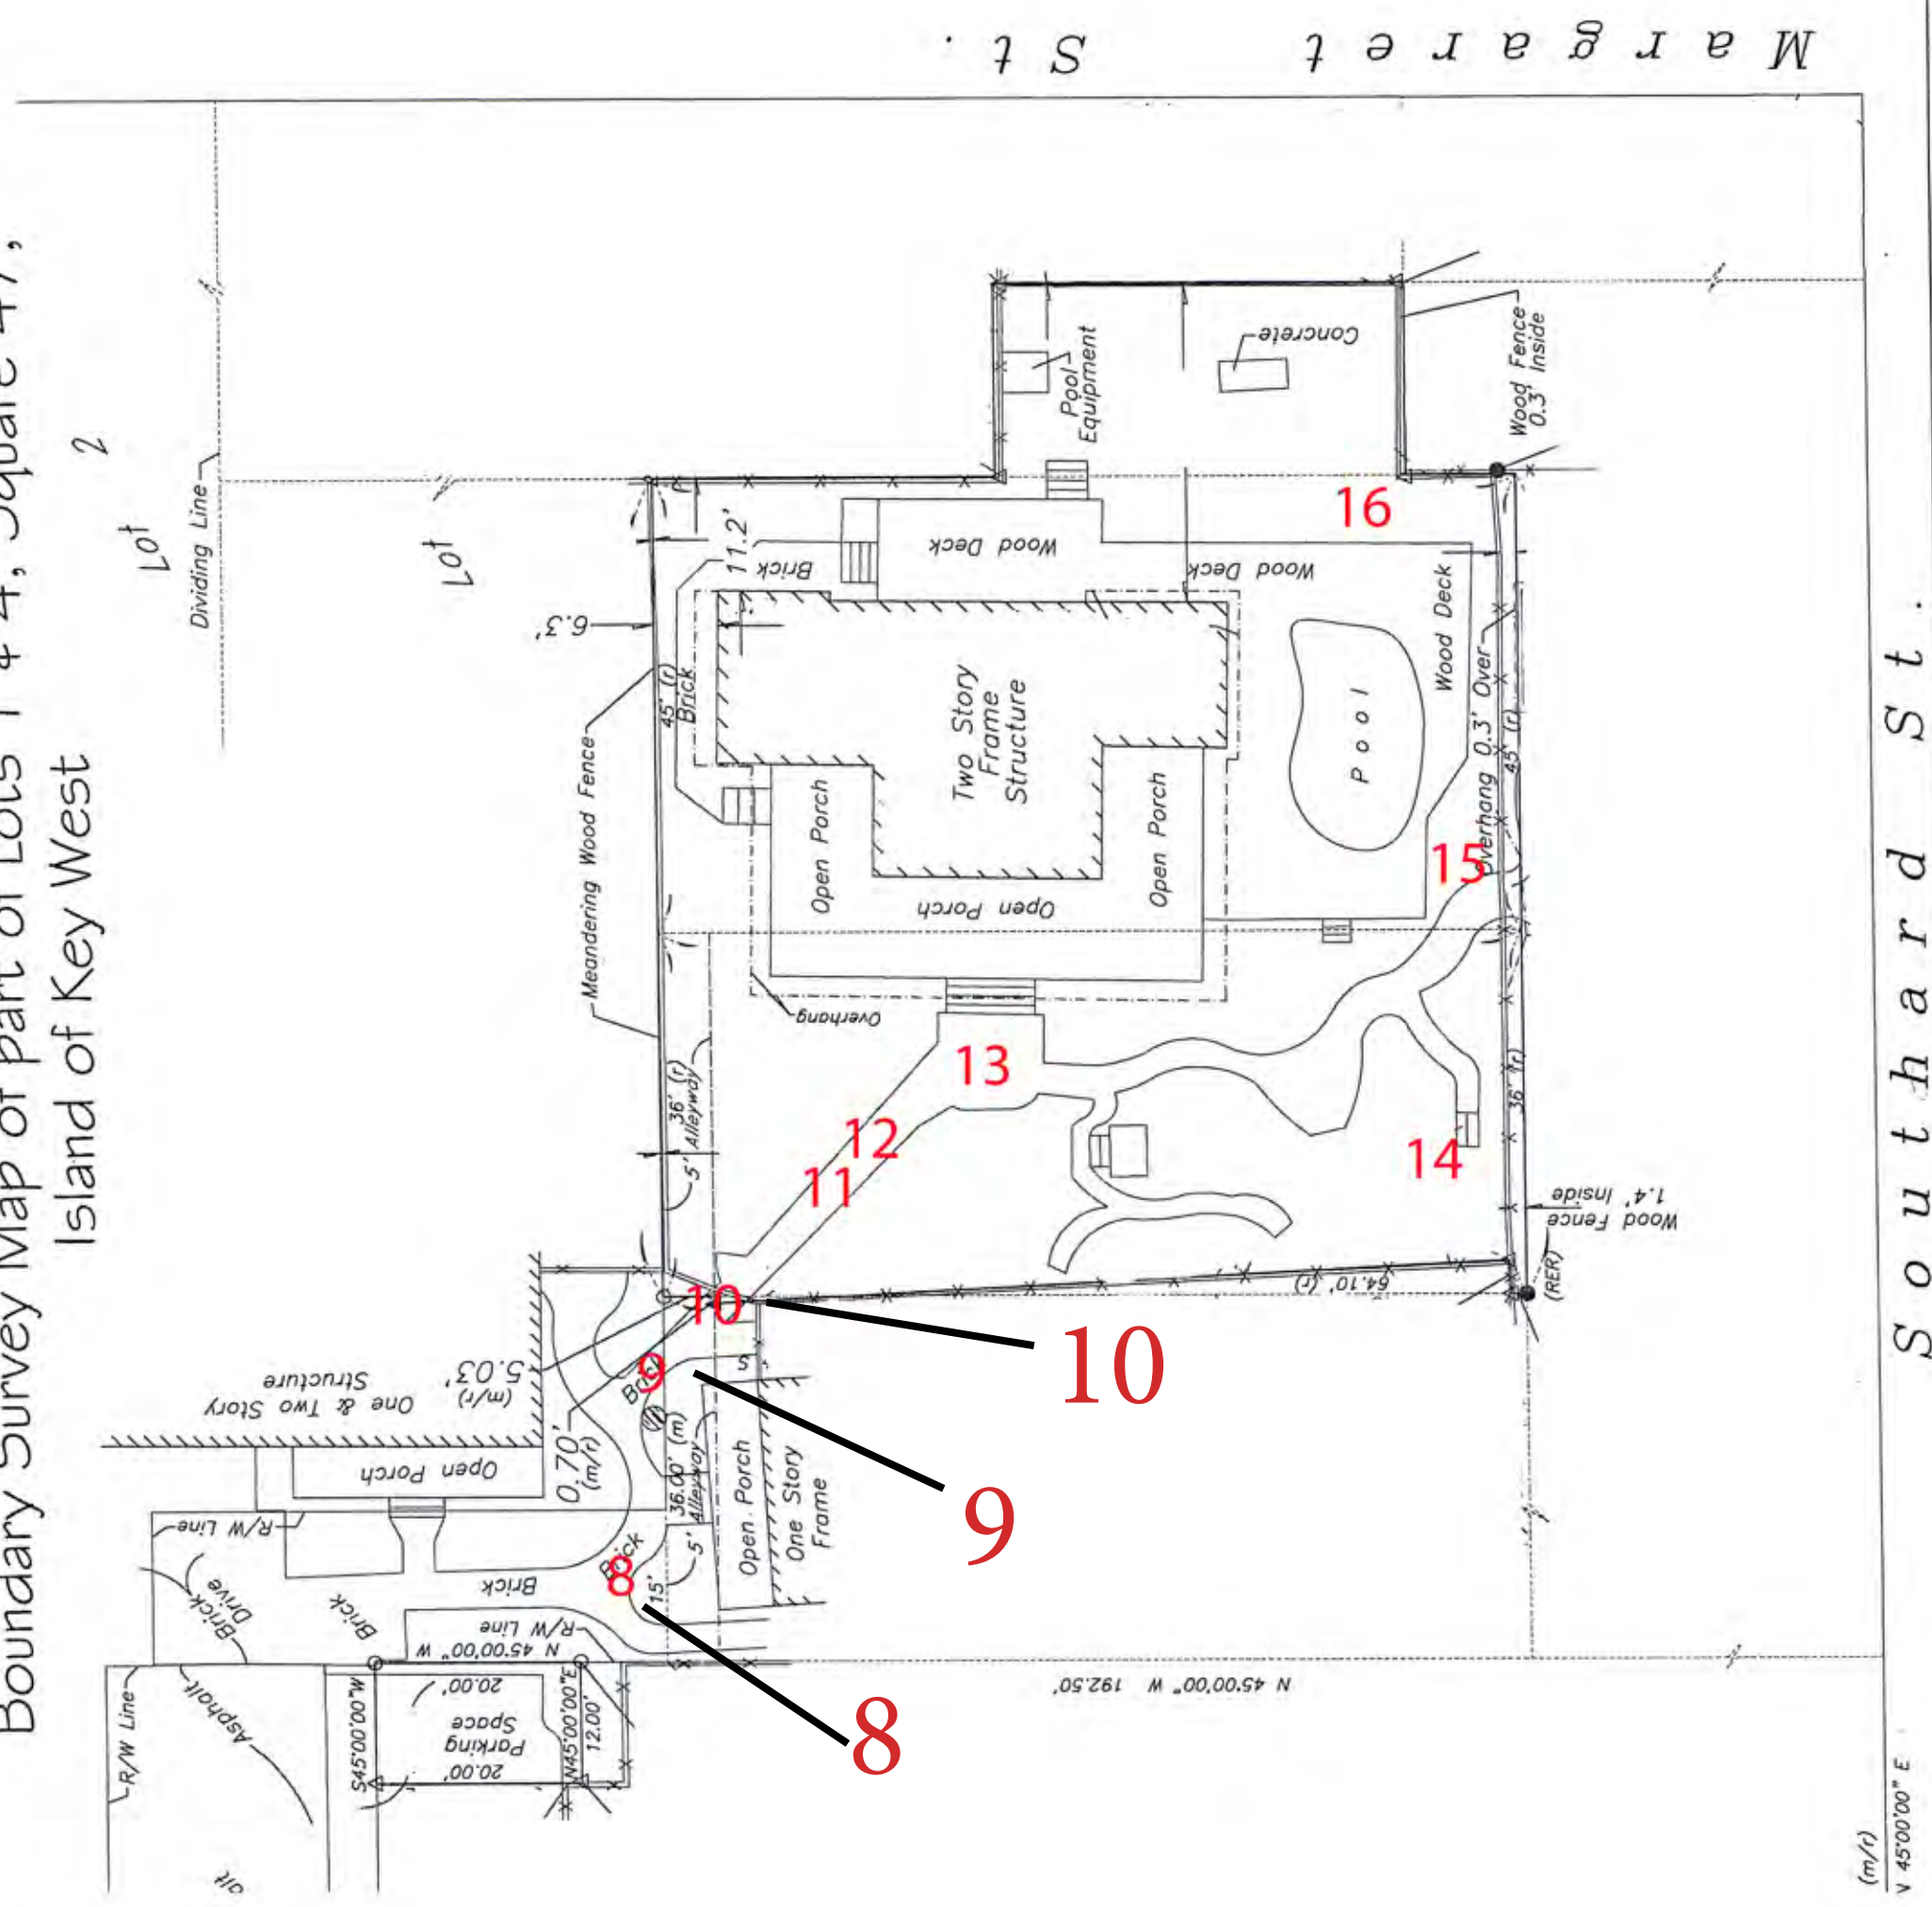 Boundary Survey Map of part of Lots 1 & 4, Square 47,
Island of Key West
Margaret St.
Southard St.
Lot 2
Lot
Dividing Line
Meandering Wood Fence
6.3'
11.2'
Brick
45' (r)
Brick
Wood Deck
Wood Deck
Wood Deck
Pool
Equipment
Concrete
Wood Fence
0.3' Inside
16
Two Story
Frame
Structure
Open Porch
Open Porch
Open Porch
Pool
Overhang 0.3' Over
45' (r)
15
Overhang
36' (r)
5' Alleyway
13
12
11
14
36' (r)
Wood Fence
1.4' Inside
(RER)
64.10' (r)
10
10
9
9
8
8
5.03'
(m/r)
One & Two Story
Structure
0.70'
(m/r)
Brick
S
36.00' (m)
5' Alleyway
15'
Open Porch
One Story
Frame
Open Porch
R/W Line
Brick
Brick
Brick
Brick
Drive
R/W Line
N 45°00'00" W
20.00'
Parking
Space
20.00'
S45°00'00"W
N45°00'00"E
12.00'
R/W Line
Asphalt
alt
N 45°00'00" W 192.50'
(m/r)
45°00'00" E